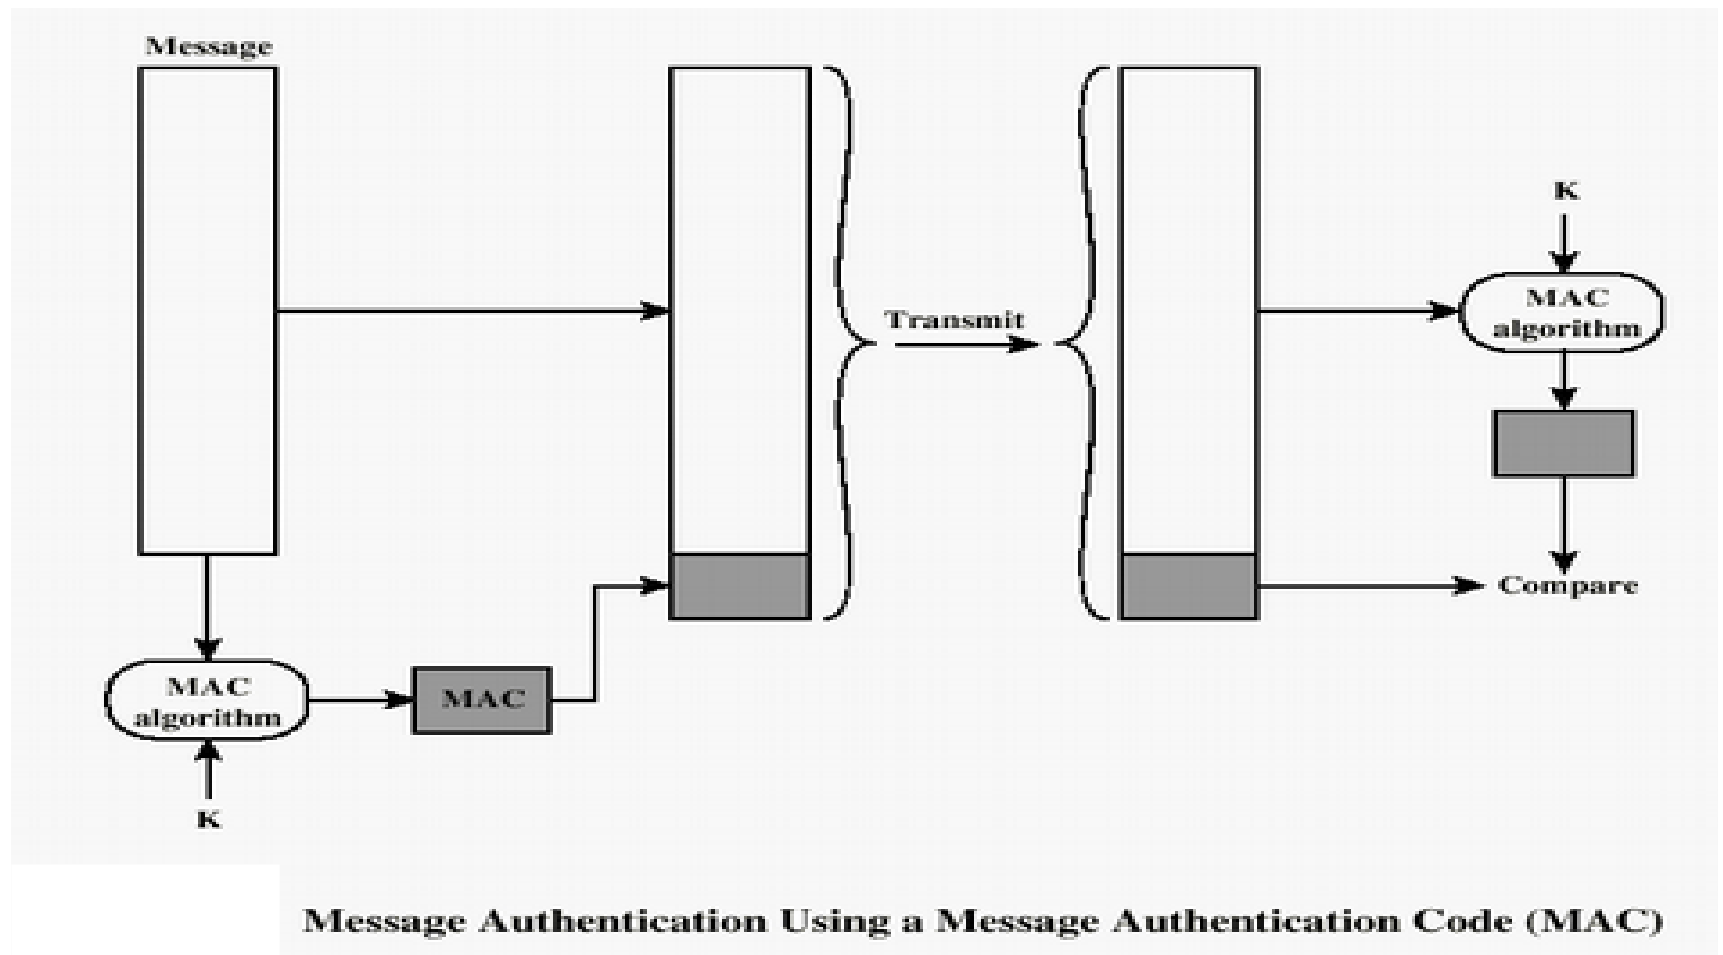 Message
Transmit
K
MAC
algorithm
Compare
MAC
algorithm
MAC
K
Message Authentication Using a Message Authentication Code (MAC)